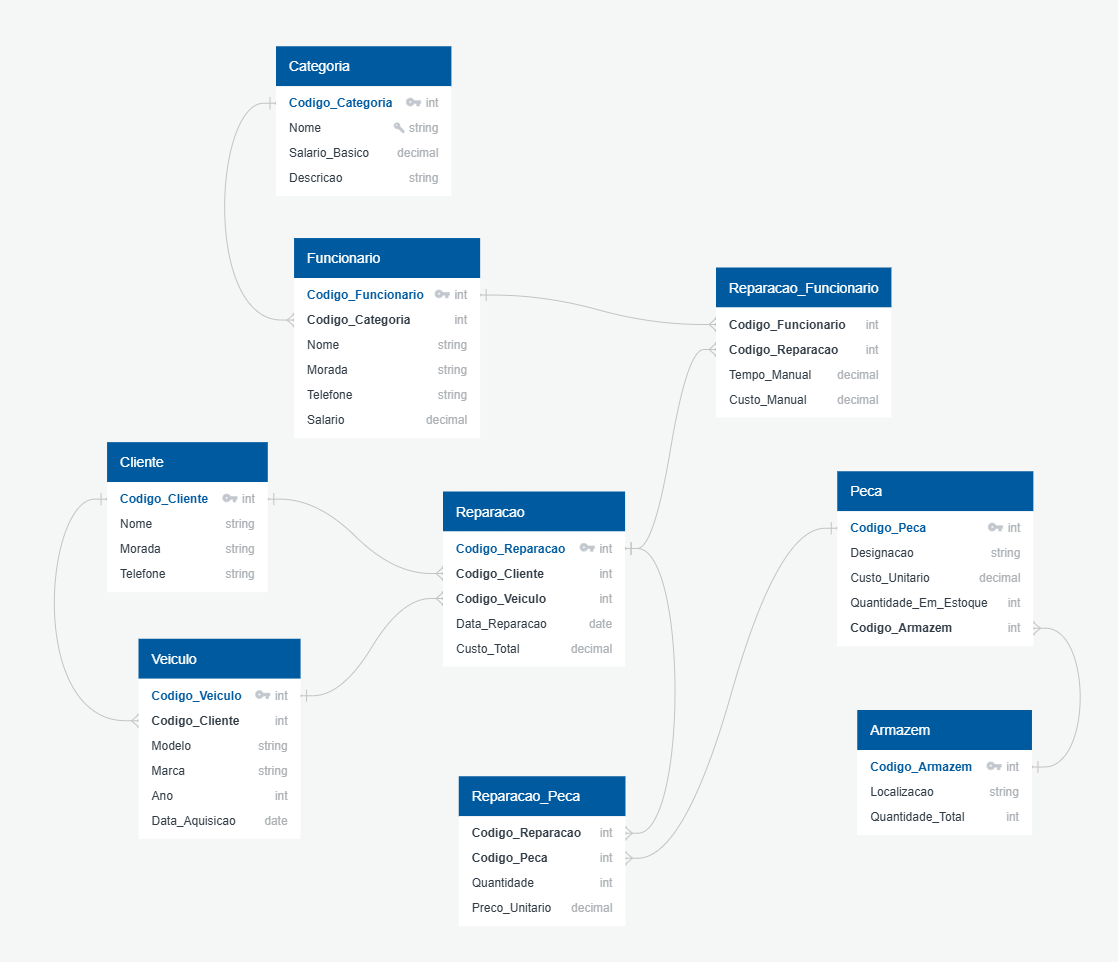 Categoria
Codigo_Categoria int
Nome string
Salario_Basico decimal
Descricao string
Funcionario
Codigo_Funcionario int
Codigo_Categoria int
Nome string
Morada string
Telefone string
Salario decimal
Reparacao_Funcionario
Codigo_Funcionario int
Codigo_Reparacao int
Tempo_Manual decimal
Custo_Manual decimal
Cliente
Codigo_Cliente int
Nome string
Morada string
Telefone string
Reparacao
Codigo_Reparacao int
Codigo_Cliente int
Codigo_Veiculo int
Data_Reparacao date
Custo_Total decimal
Peca
Codigo_Peca int
Designacao string
Custo_Unitario decimal
Quantidade_Em_Estoque int
Codigo_Armazem int
Veiculo
Codigo_Veiculo int
Codigo_Cliente int
Modelo string
Marca string
Ano int
Data_Aquisicao date
Armazem
Codigo_Armazem int
Localizacao string
Quantidade_Total int
Reparacao_Peca
Codigo_Reparacao int
Codigo_Peca int
Quantidade int
Preco_Unitario decimal